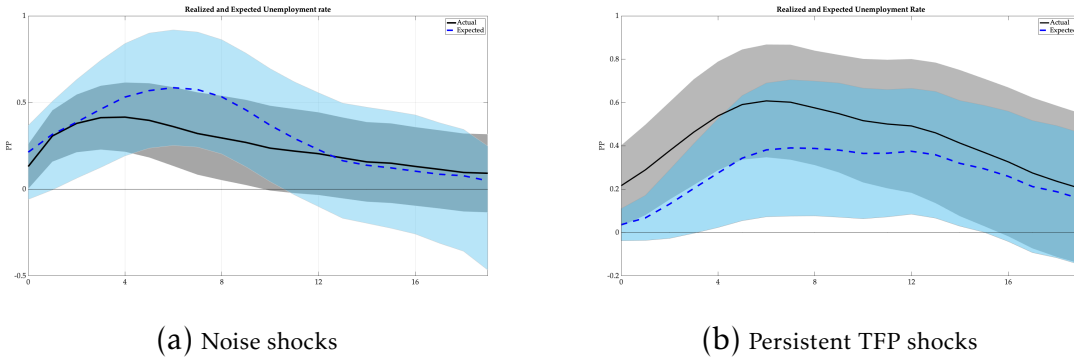 Realized and Expected Unemployment rate
Actual
Expected
PP
1
0.5
0
-0.5
0
4
8
12
16
(a) Noise shocks
Realized and Expected Unemployment Rate
Actual
Expected
PP
1
0.8
0.6
0.4
0.2
0
-0.2
0
4
8
12
16
(b) Persistent TFP shocks